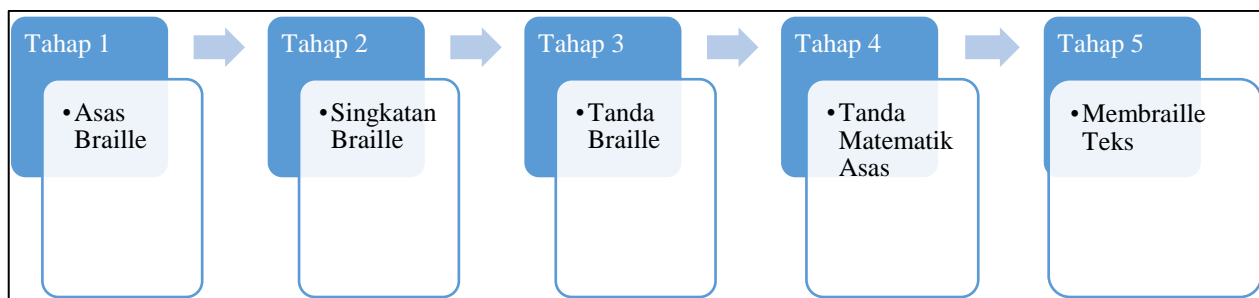 Tahap 1
•Asas
Braille
Tahap 2
•Singkatan
Braille
Tahap 3
•Tanda
Braille
Tahap 4
•Tanda
Matematik
Asas
Tahap 5
•Membraille
Teks